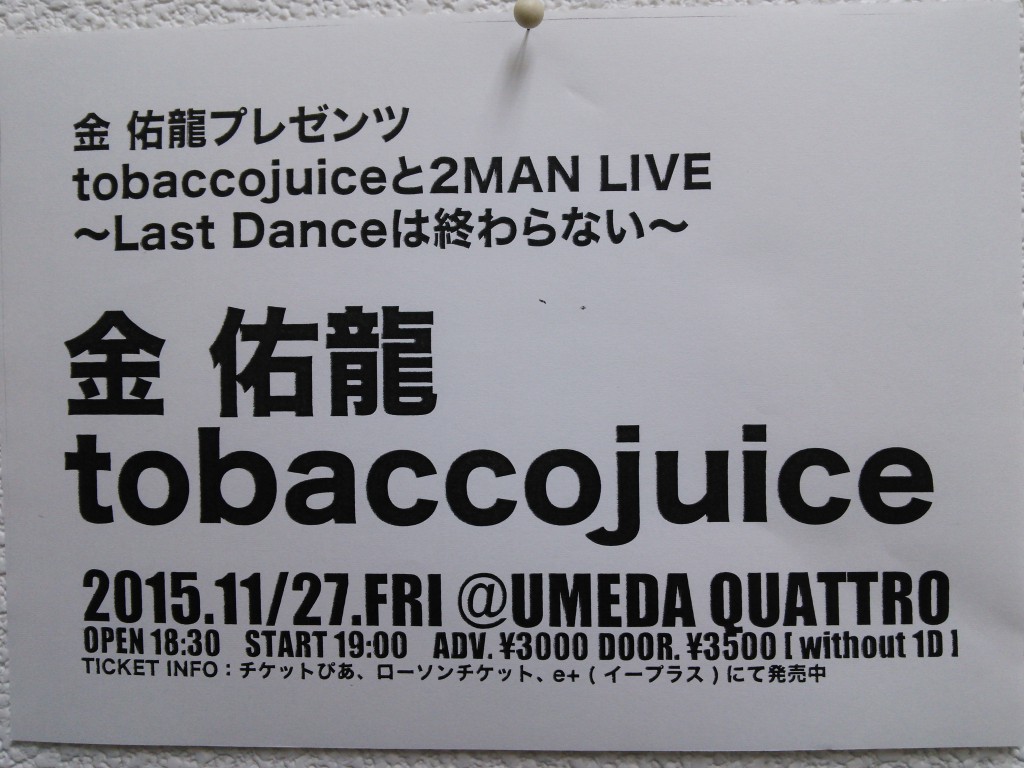 金 佑龍プレゼンツ
tobaccojuiceと2MAN LIVE
～Last Danceは終わらない～
金 佑龍
tobaccojuice
2015.11/27.FRI @UMEDA QUATTRO
OPEN 18:30 START 19:00 ADV. ¥3000 DOOR. ¥3500 [ without 1D ]
TICKET INFO：チケットぴあ、ローソンチケット、e+ ( イープラス ) にて発売中